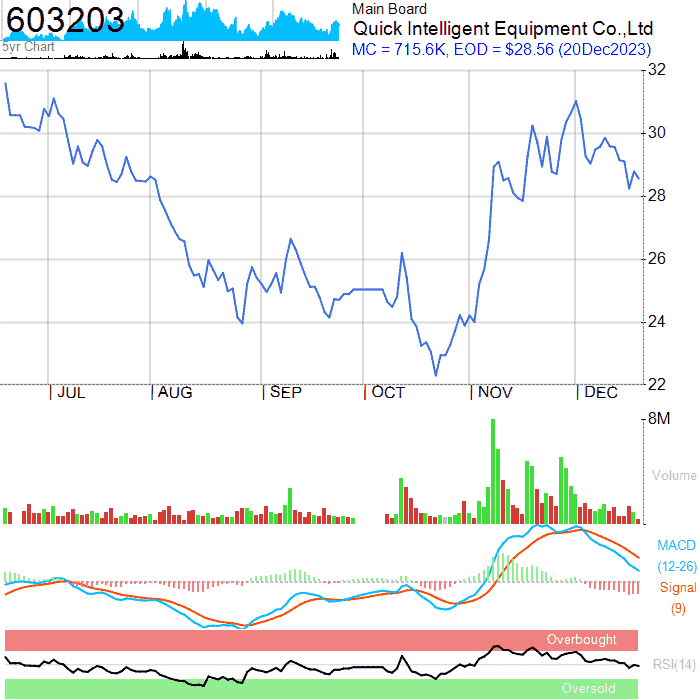 603203
5yr Chart
Main Board
Quick Intelligent Equipment Co.,Ltd
MC = 715.6K, EOD = $28.56 (20Dec2023)
32
30
28
26
24
22
JUL AUG SEP OCT NOV DEC
8M
Volume
MACD
(12-26)
Signal
(9)
Overbought
RSI(14)
Oversold